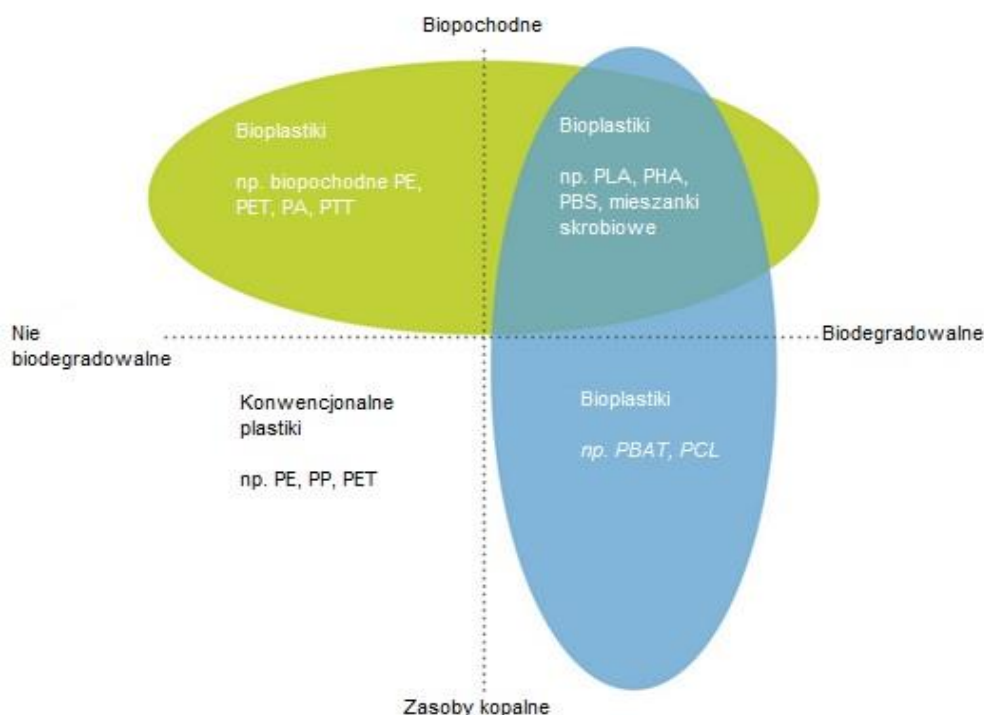 Biopochodne
Bioplastiki
np. biopochodne PE,
PET, PA, PTT
Bioplastiki
np. PLA, PHA,
PBS, mieszanki
skrobiowe
Nie
biodegradowalne
Biodegradowalne
Konwencjonalne
plastiki
np. PE, PP, PET
Bioplastiki
np. PBAT, PCL
Zasoby kopalne